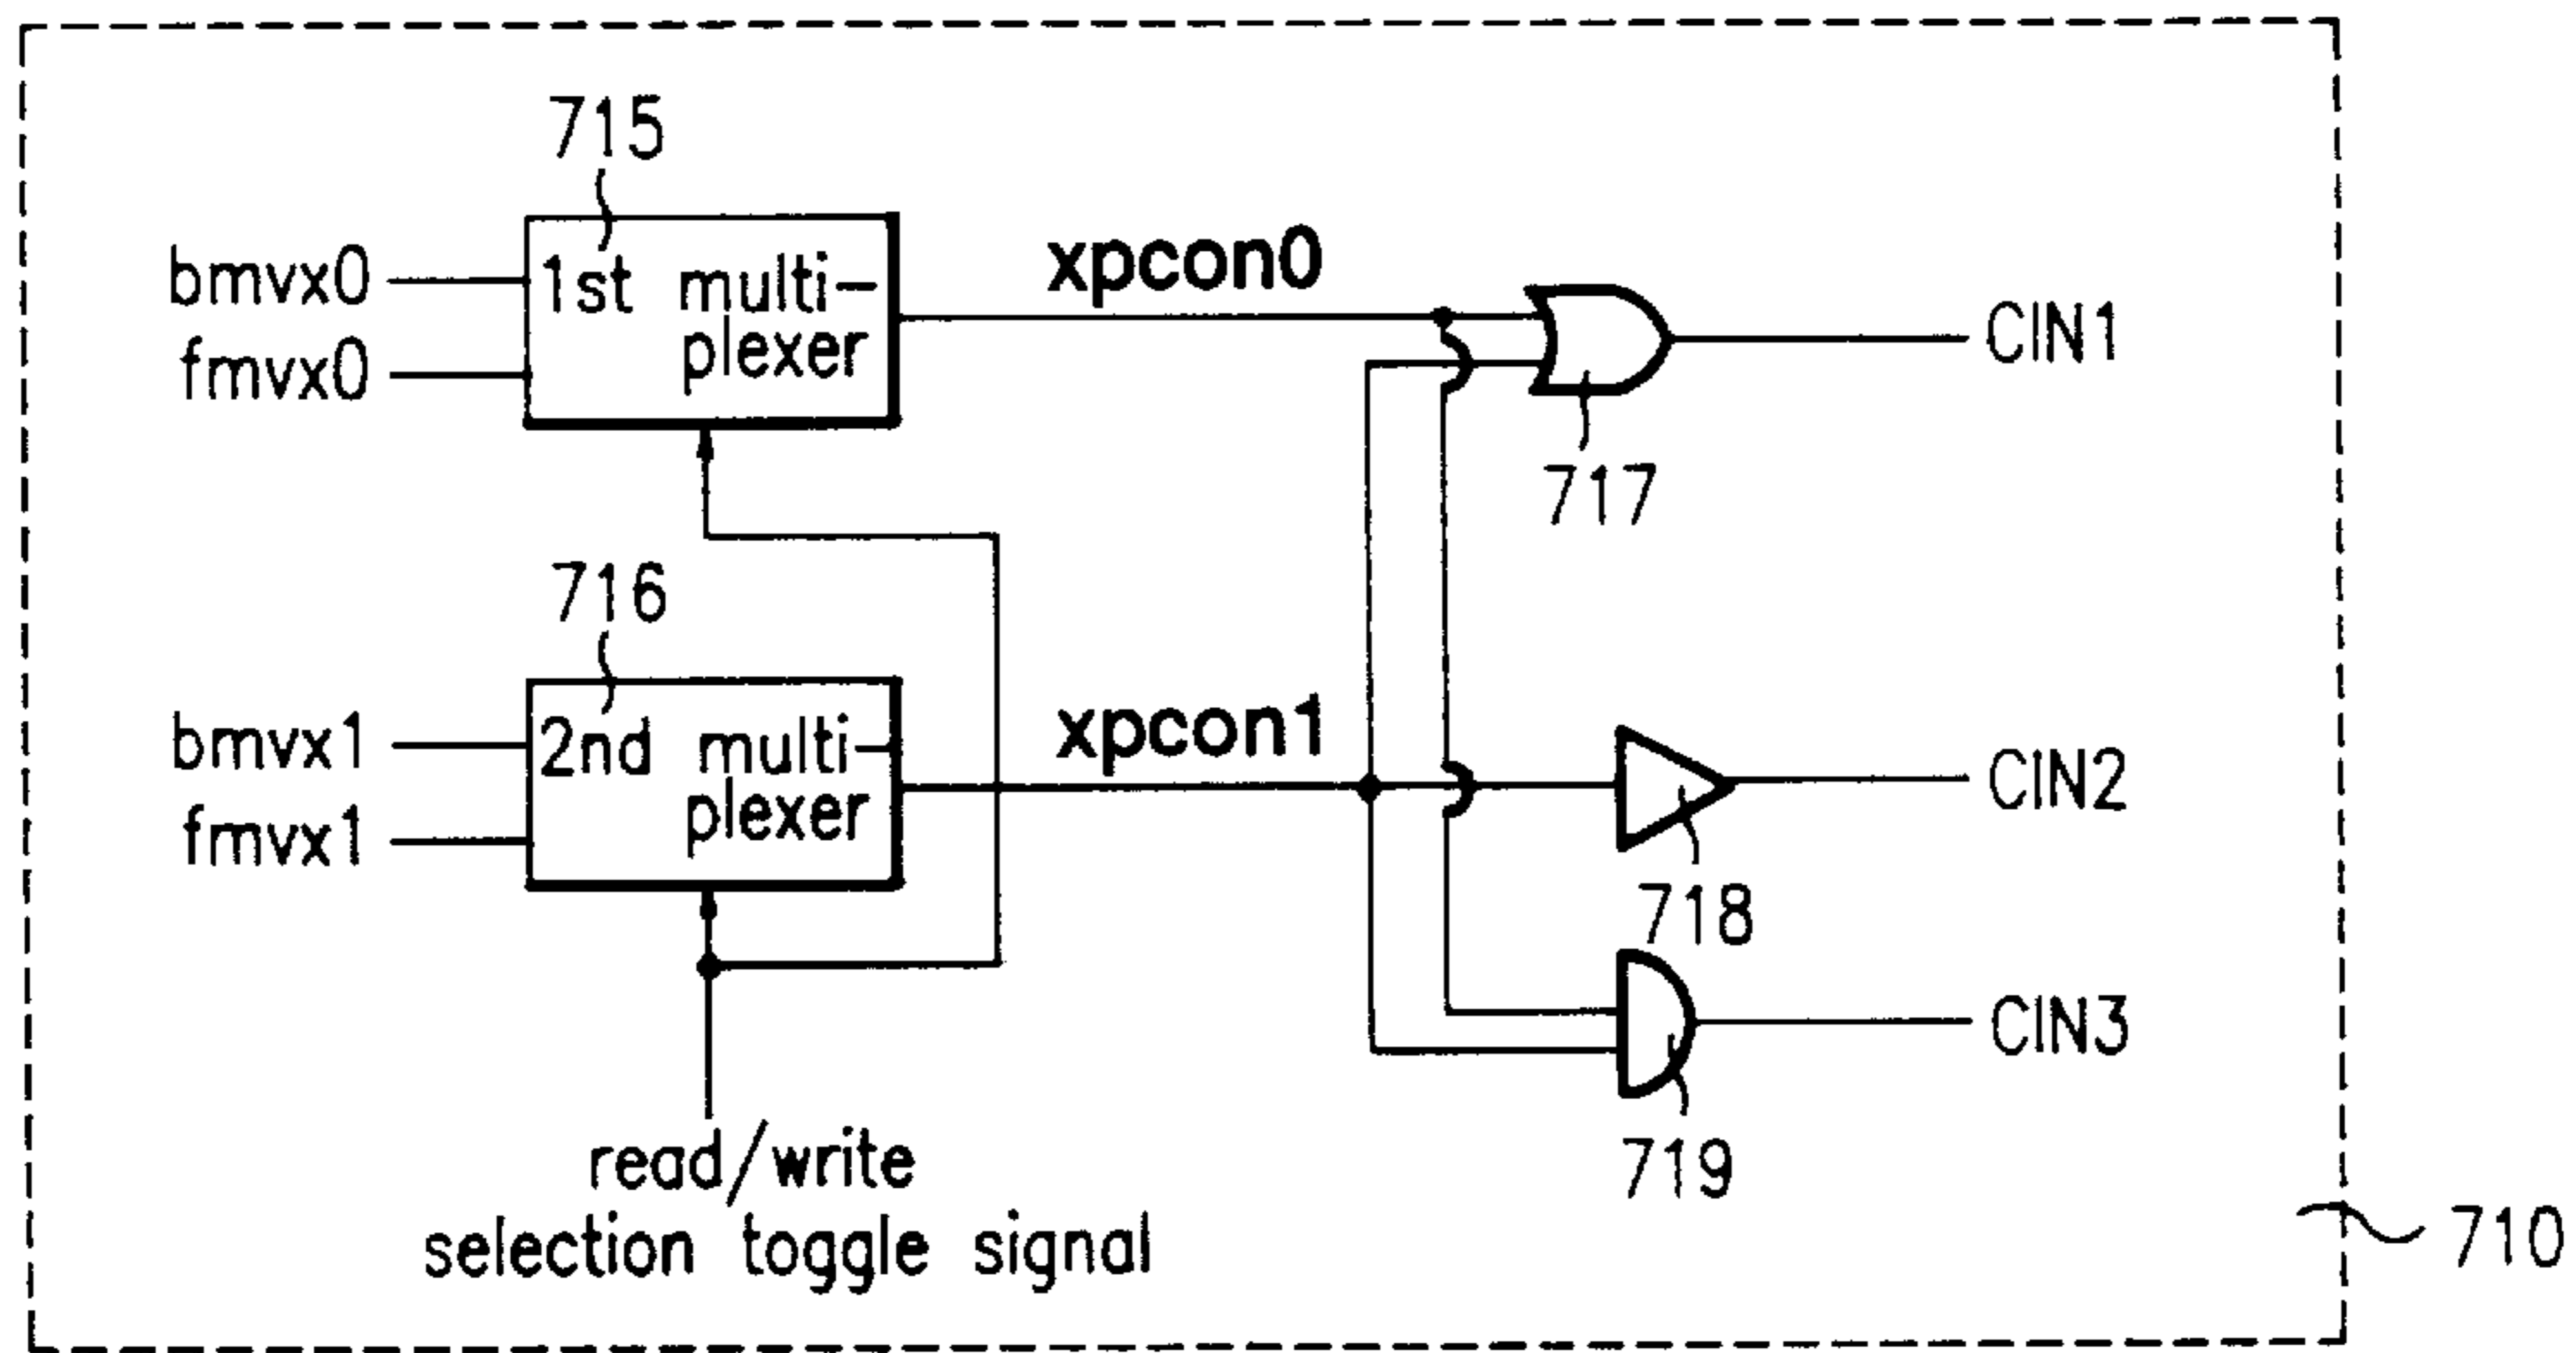 715
bmvx0
fmvx0
1st multi-
plexer
xpcon0
CIN1
717
716
bmvx1
fmvx1
2nd multi-
plexer
xpcon1
CIN2
718
CIN3
719
read/write
selection toggle signal
710